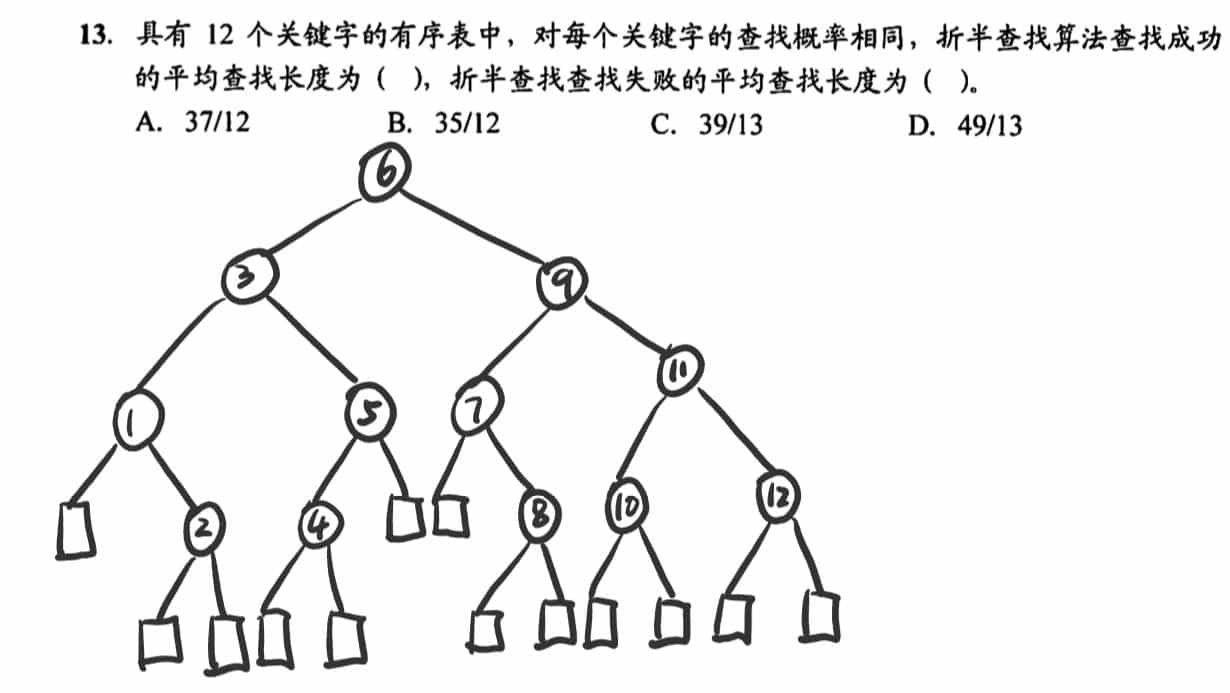 13. 具有 12 个关键字的有序表中，对每个关键字的查找概率相同，折半查找算法查找成功
的平均查找长度为（ ），折半查找查找失败的平均查找长度为（ ）。
A. 37/12 B. 35/12 C. 39/13 D. 49/13
6
3 9
11
1 5 7
2 4 8 10 12